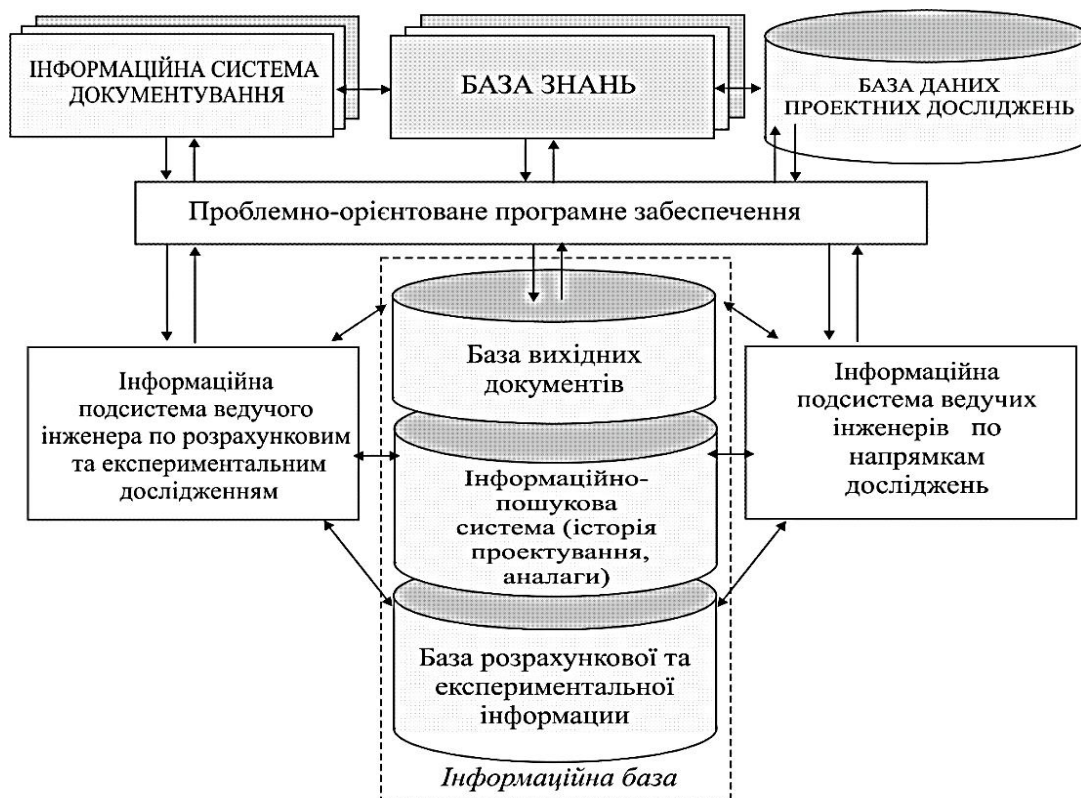 ІНФОРМАЦІЙНА СИСТЕМА
ДОКУМЕНТУВАННЯ
БАЗА ЗНАНЬ
БАЗА ДАНИХ
ПРОЕКТНИХ ДОСЛІДЖЕНЬ
Проблемно-орієнтоване програмне забеспечення
Інформаційна
подсистема ведучого
інженера по розрахунковим
та експериментальним
дослідженням
База вихідних
документів
Інформаційно-
пошукова
система (історія
проектування,
аналаги)
База розрахункової та
експериментальної
інформации
Інформаційна
подсистема ведучих
інженерів по
напрямкам
досліджень
Інформаційна база